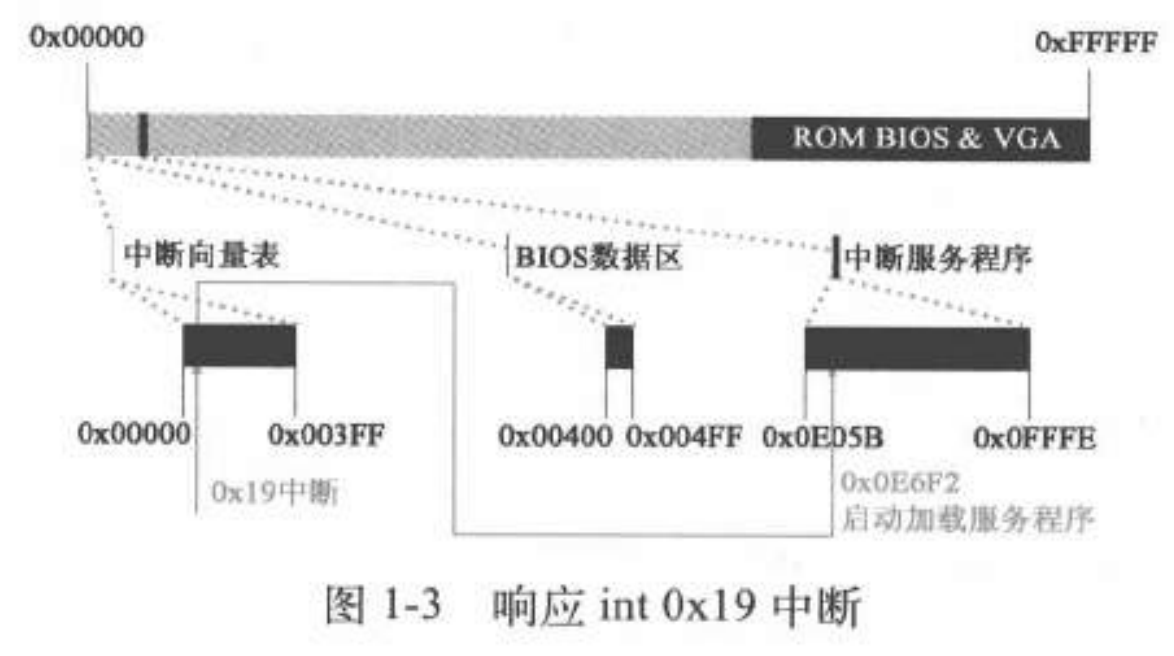 0x00000 0xFFFFF
ROM BIOS & VGA
中断向量表 BIOS数据区 中断服务程序
0x00000 0x003FF 0x00400 0x004FF 0x0E05B 0x0FFFE
0x19中断 0x0E6F2
启动加载服务程序
图 1-3 响应 int 0x19 中断